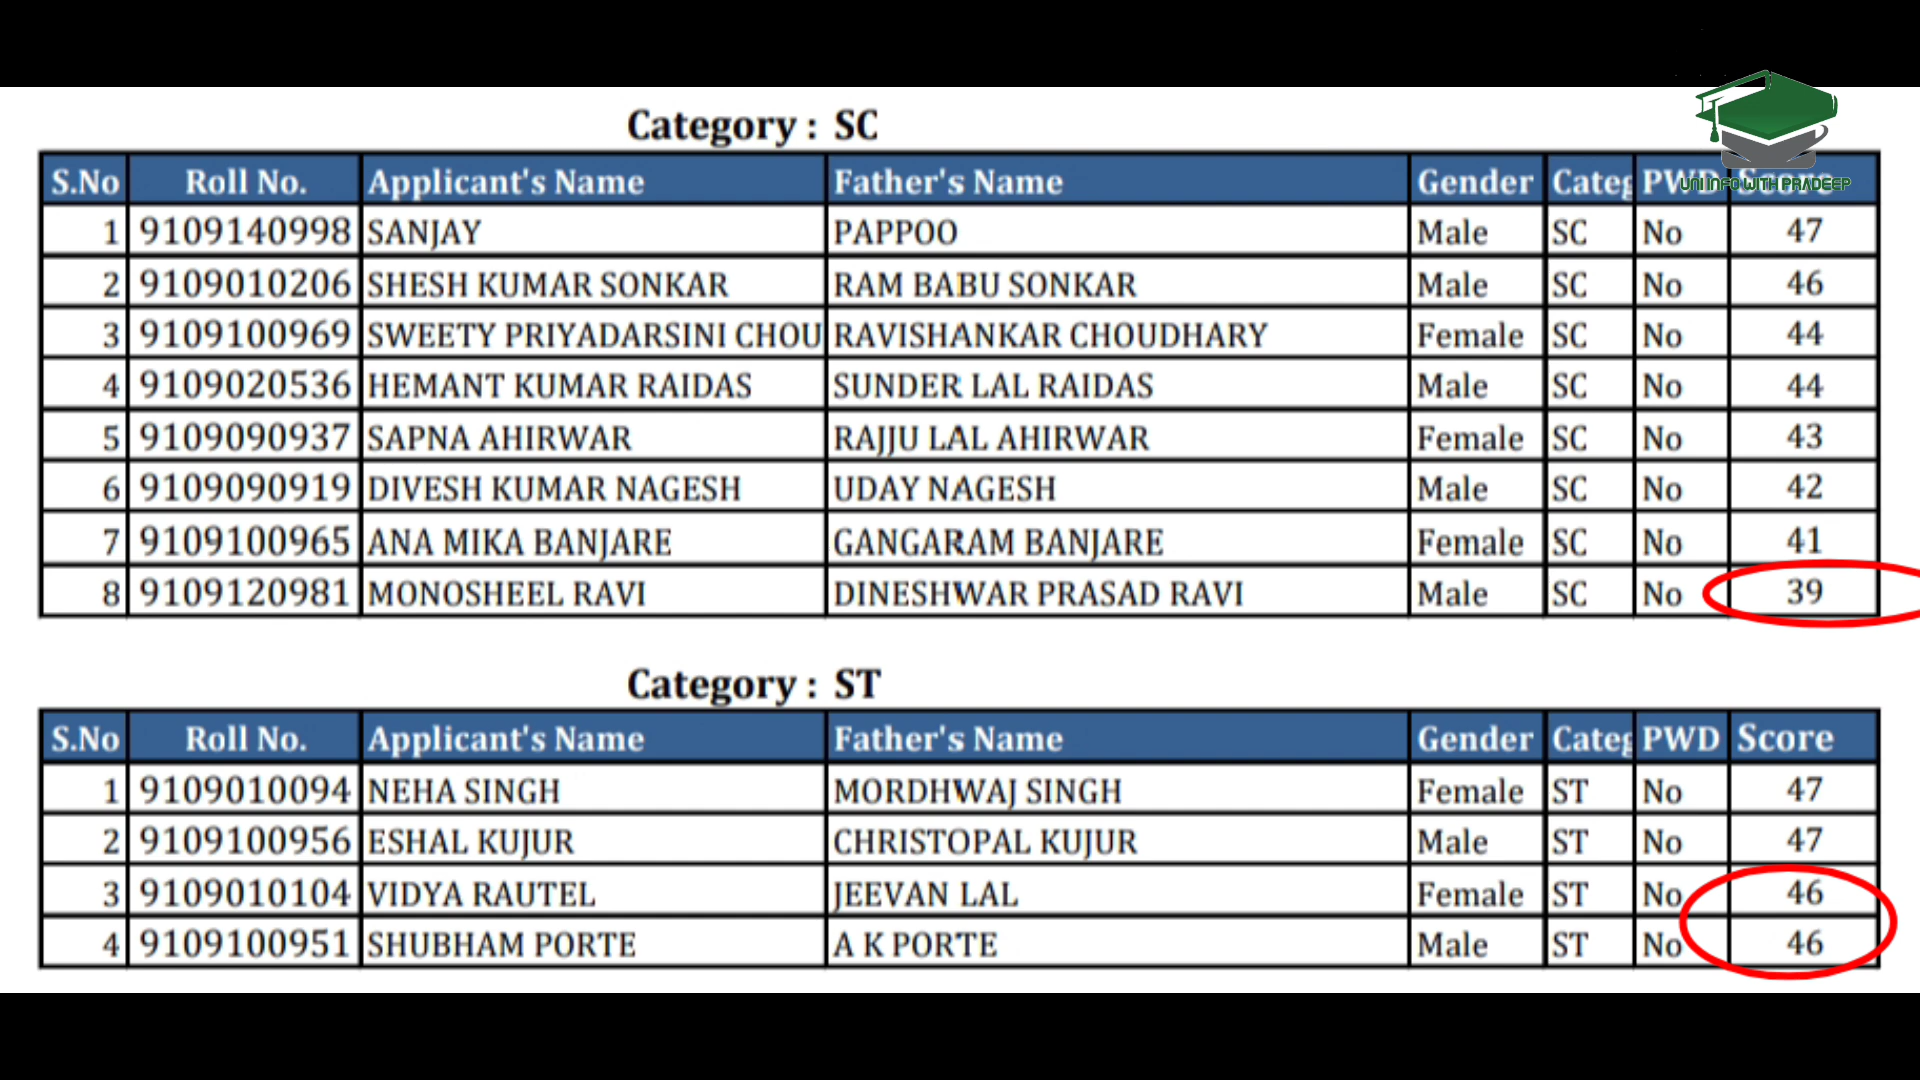 Category : SC
UNI INFO WITH PRADEEP
S.No Roll No. Applicant's Name Father's Name Gender Categ PWD Score
1 9109140998 SANJAY PAPPOO Male SC No 47
2 9109010206 SHESH KUMAR SONKAR RAM BABU SONKAR Male SC No 46
3 9109100969 SWEETY PRIYADARSINI CHOU RAVISHANKAR CHOUDHARY Female SC No 44
4 9109020536 HEMANT KUMAR RAIDAS SUNDER LAL RAIDAS Male SC No 44
5 9109090937 SAPNA AHIRWAR RAJJU LAL AHIRWAR Female SC No 43
6 9109090919 DIVESH KUMAR NAGESH UDAY NAGESH Male SC No 42
7 9109100965 ANA MIKA BANJARE GANGARAM BANJARE Female SC No 41
8 9109120981 MONOSHEEL RAVI DINESHWAR PRASAD RAVI Male SC No 39
Category : ST
S.No Roll No. Applicant's Name Father's Name Gender Categ PWD Score
1 9109010094 NEHA SINGH MORDHWAJ SINGH Female ST No 47
2 9109100956 ESHAL KUJUR CHRISTOPAL KUJUR Male ST No 47
3 9109010104 VIDYA RAUTEL JEEVAN LAL Female ST No 46
4 9109100951 SHUBHAM PORTE A K PORTE Male ST No 46